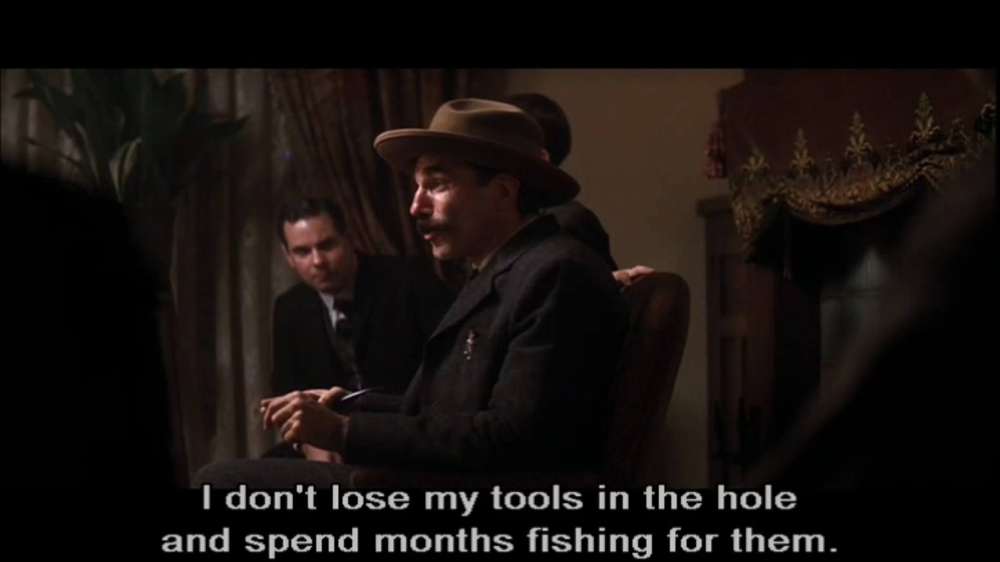 I don't lose my tools in the hole
and spend months fishing for them.